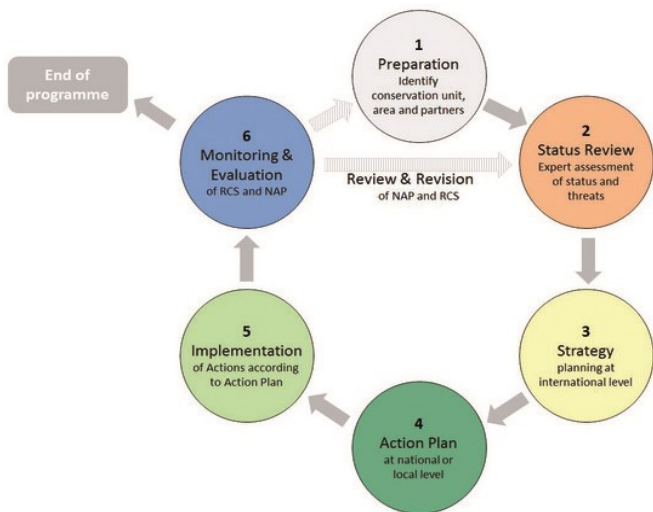 End of
programme
1
Preparation
Identify
conservation unit,
area and partners
2
Status Review
Expert assessment
of status and
threats
3
Strategy
planning at
international level
4
Action Plan
at national or
local level
5
Implementation
of Actions according
to Action Plan
6
Monitoring &
Evaluation
of RCS and NAP
Review & Revision
of NAP and RCS